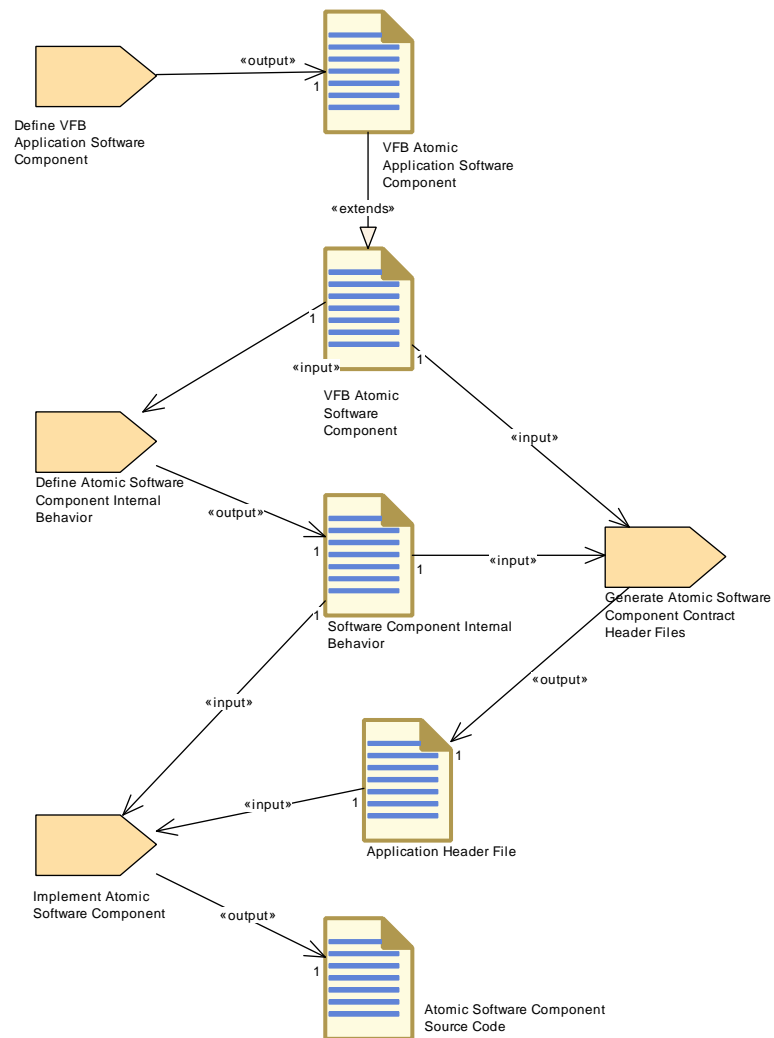 «output»
1
Define VFB
Application Software
Component
VFB Atomic
Application Software
Component
«extends»
1
1
«input»
VFB Atomic
Software
Component
«input»
Define Atomic Software
Component Internal
Behavior
«output»
1
1
«input»
Generate Atomic Software
Component Contract
Header Files
1
Software Component Internal
Behavior
«output»
«input»
1
«input»
1
Application Header File
Implement Atomic
Software Component
«output»
1
Atomic Software Component
Source Code